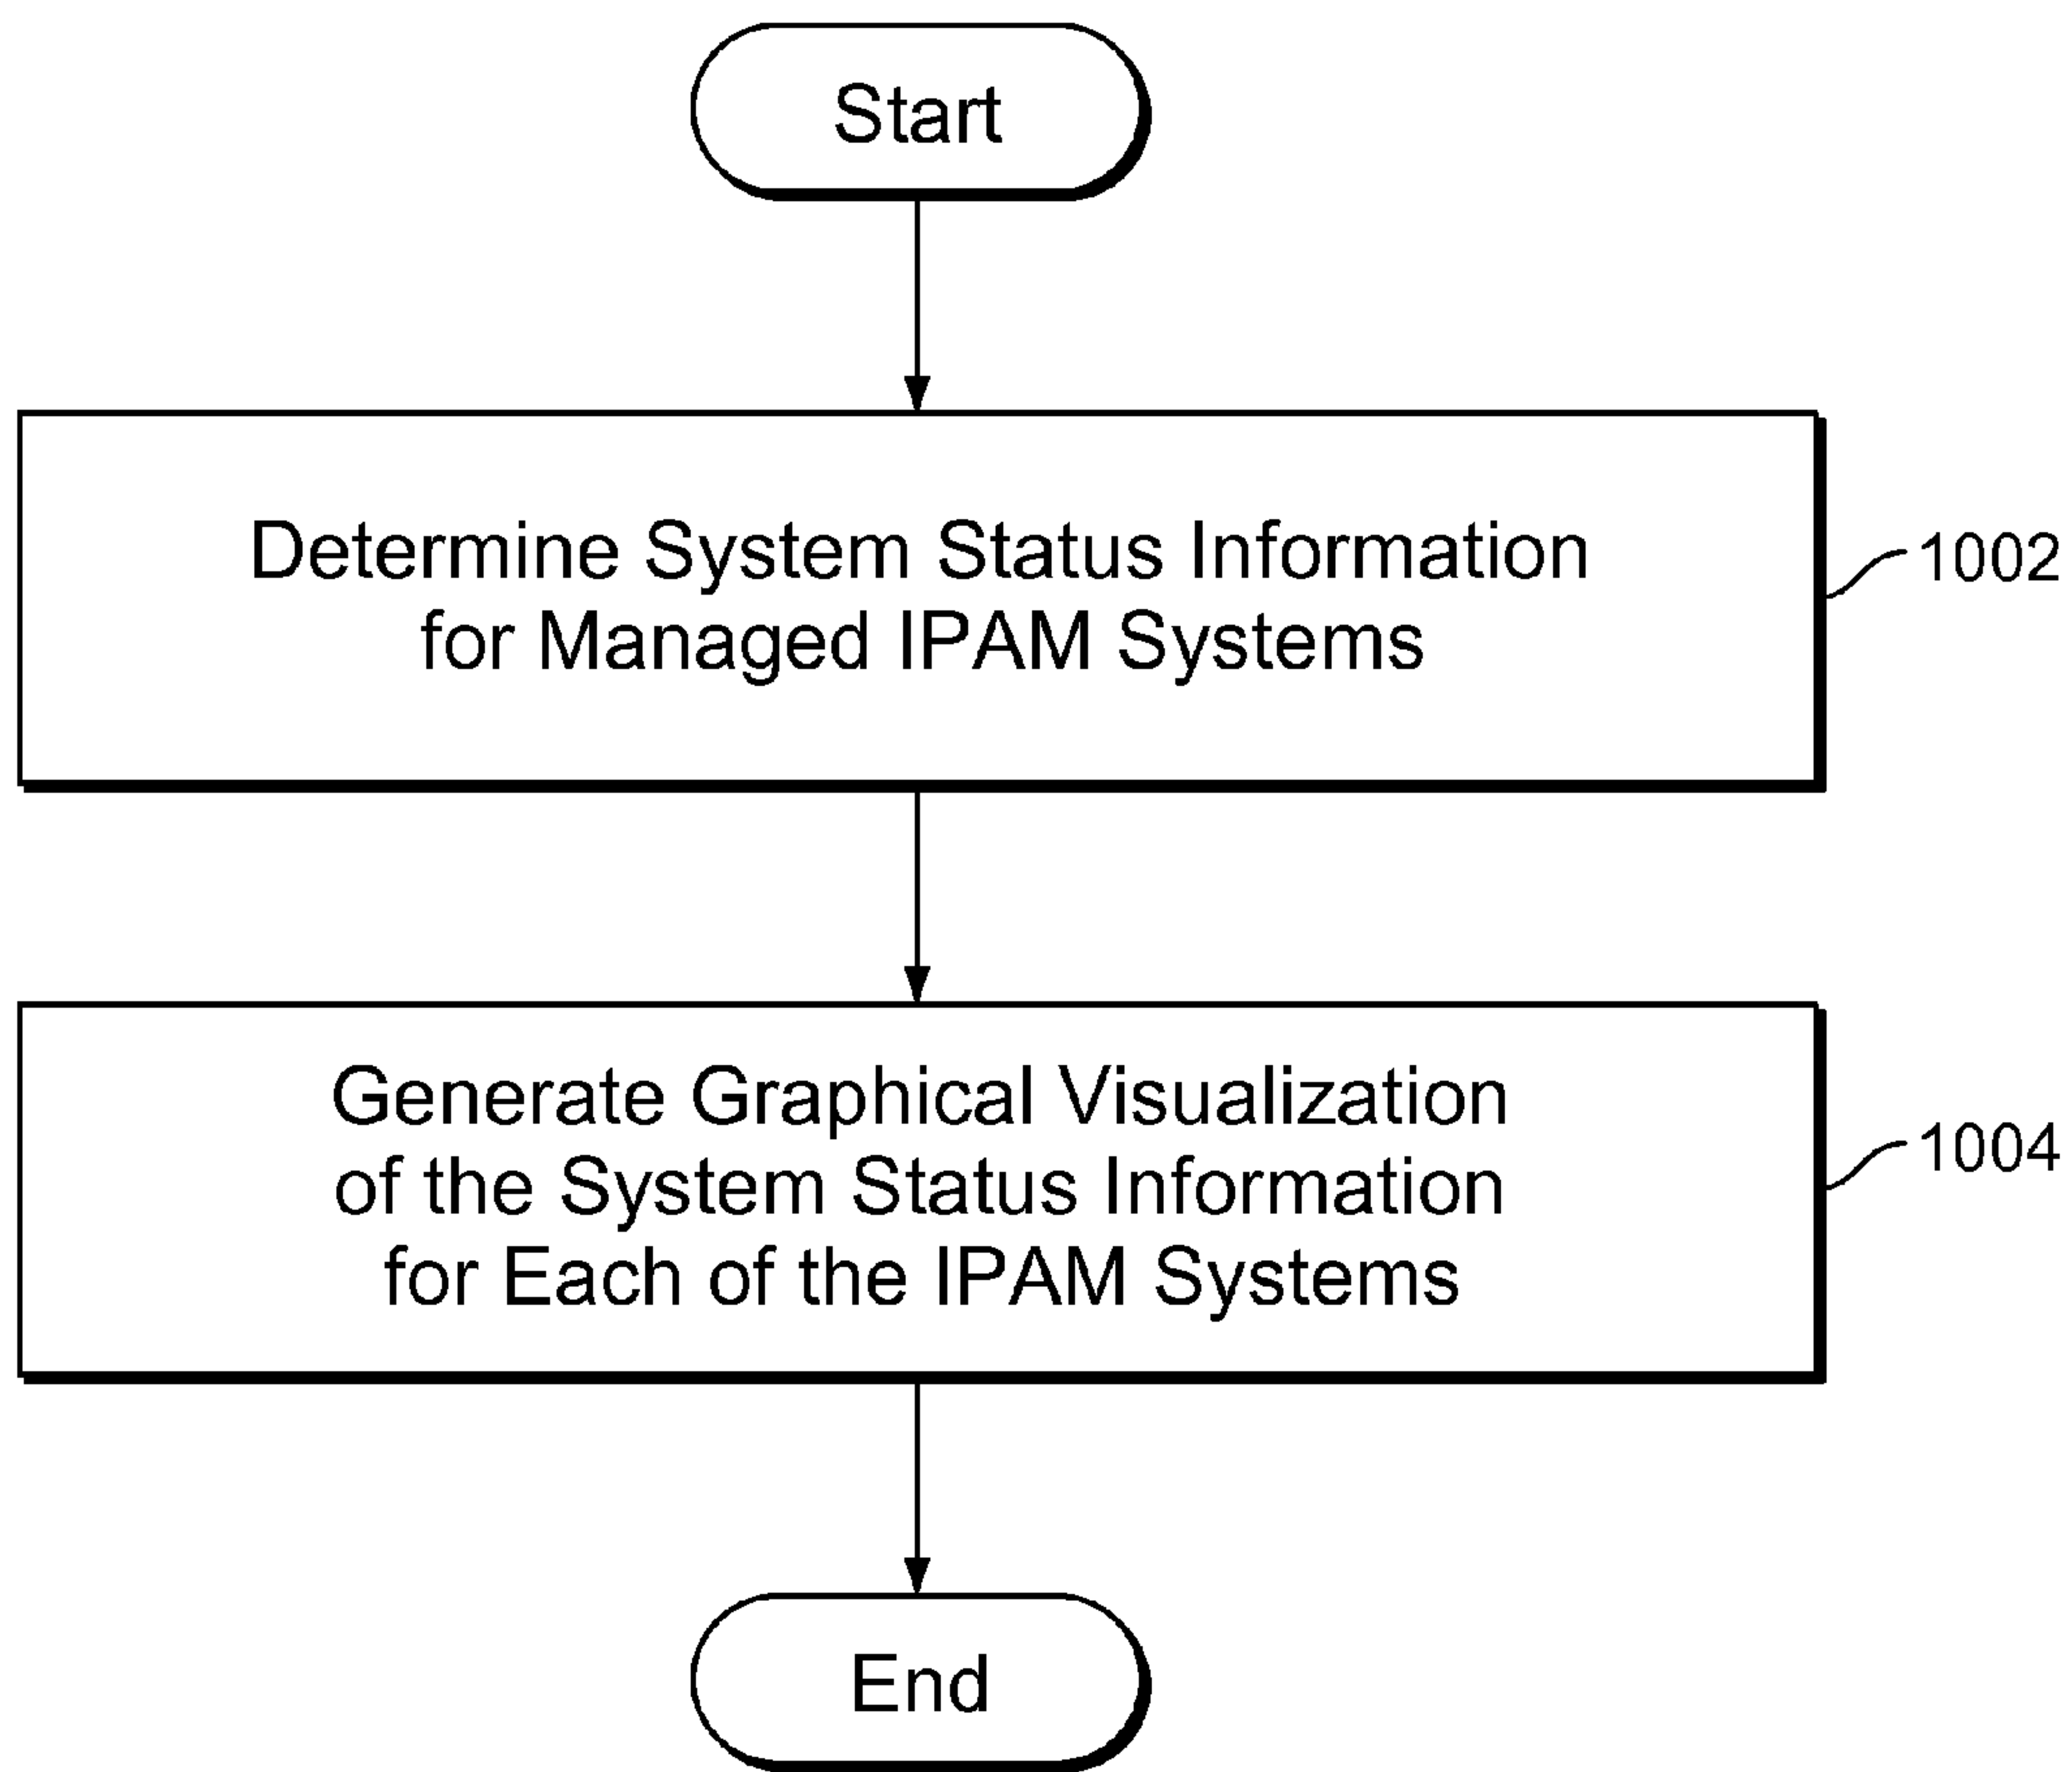 Start
Determine System Status Information
for Managed IPAM Systems
1002
Generate Graphical Visualization
of the System Status Information
for Each of the IPAM Systems
1004
End